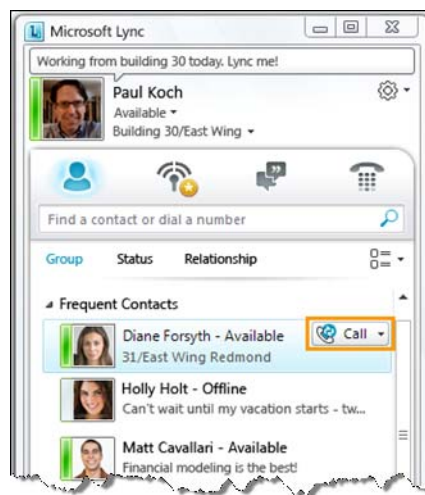 Microsoft Lync
Working from building 30 today. Lync me!
Paul Koch
Available
Building 30/East Wing
Find a contact or dial a number
Group Status Relationship
Frequent Contacts
Diane Forsyth - Available Call
31/East Wing Redmond
Holly Holt - Offline
Can't wait until my vacation starts - tw...
Matt Cavallari - Available
Financial modeling is the best!